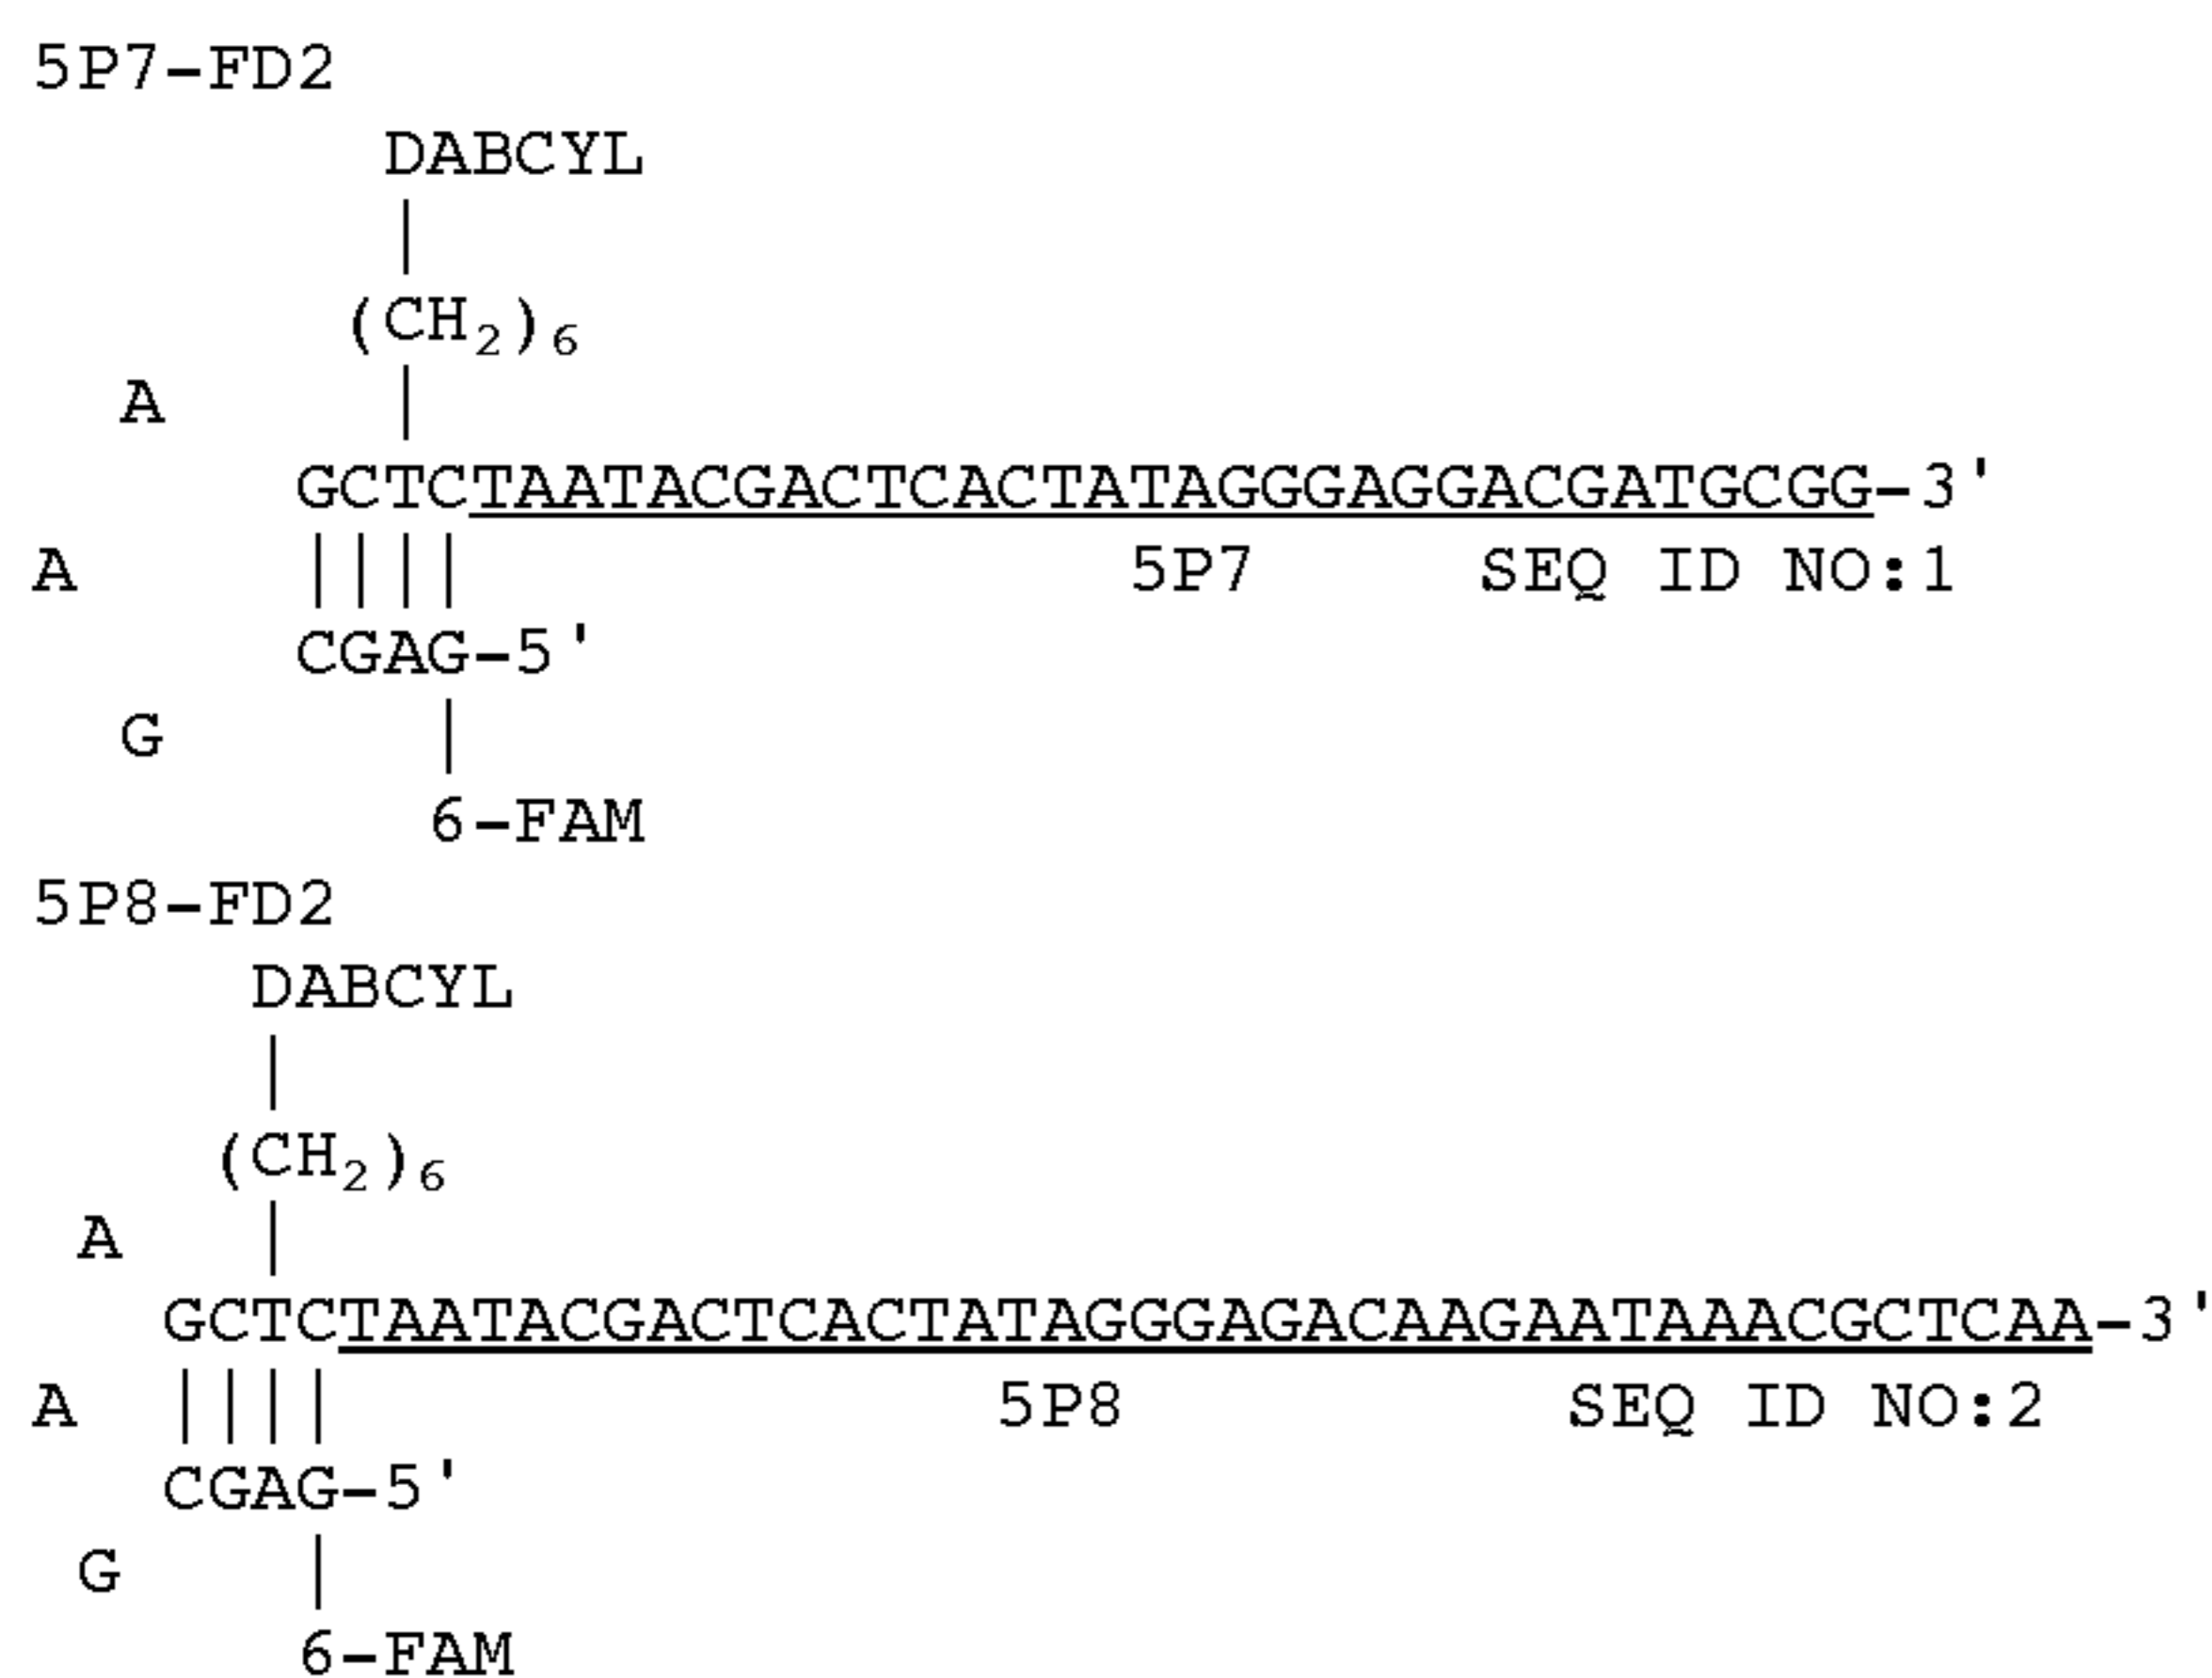 5P7-FD2
DABCYL
(CH₂)₆
A
GCTCTAATACGACTCACTATAGGGAGGACGATGCGG-3'
A 5P7 SEQ ID NO:1
CGAG-5'
G
6-FAM
5P8-FD2
DABCYL
(CH₂)₆
A
GCTCTAATACGACTCACTATAGGGAGACAAGAATAAACGCTCAA-3'
A 5P8 SEQ ID NO:2
CGAG-5'
G
6-FAM